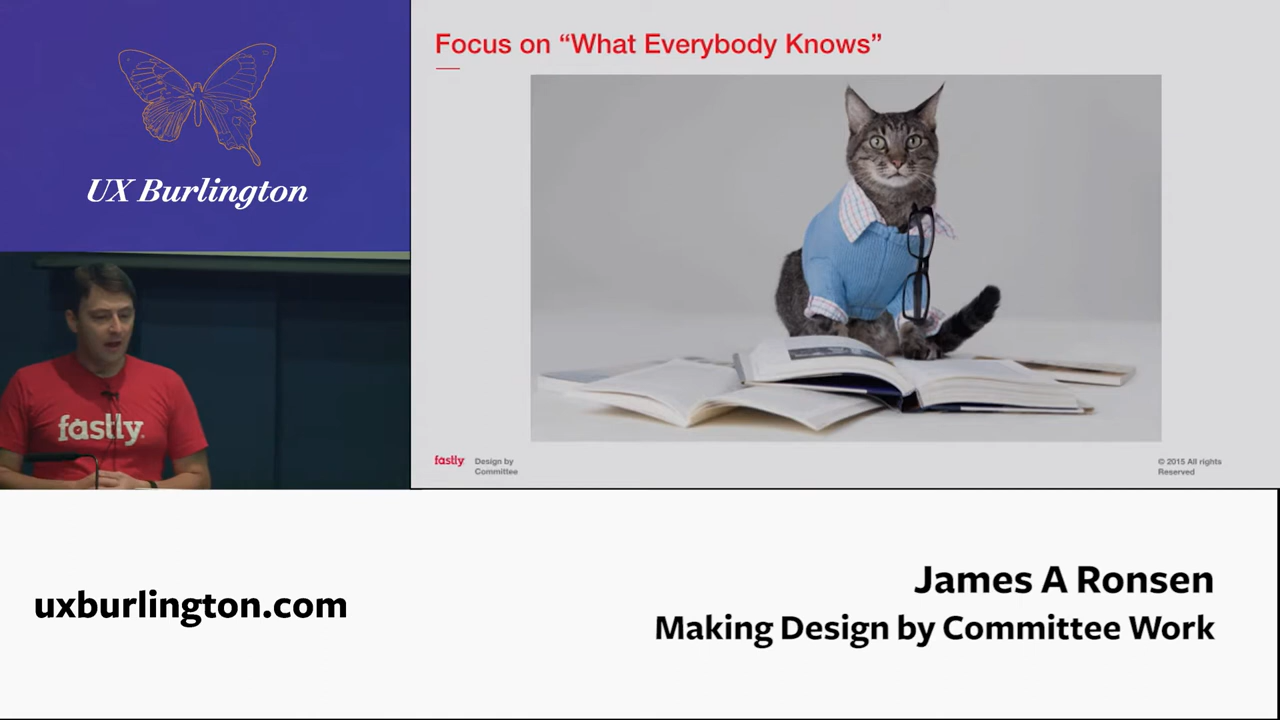 UX Burlington
fastly.
Focus on “What Everybody Knows”
fastly
Design by
Committee
© 2015 All rights
Reserved
uxburlington.com
James A Ronsen
Making Design by Committee Work